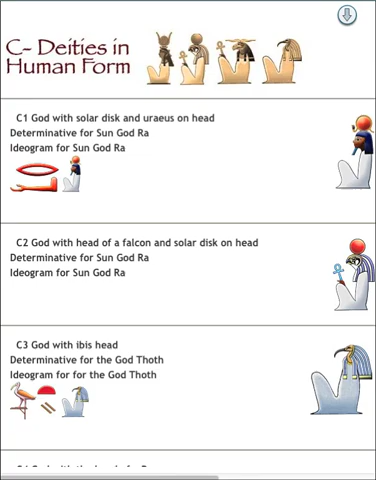 C- Deities in
Human Form
C1 God with solar disk and uraeus on head
Determinative for Sun God Ra
Ideogram for Sun God Ra
C2 God with head of a falcon and solar disk on head
Determinative for Sun God Ra
Ideogram for Sun God Ra
C3 God with ibis head
Determinative for the God Thoth
Ideogram for for the God Thoth